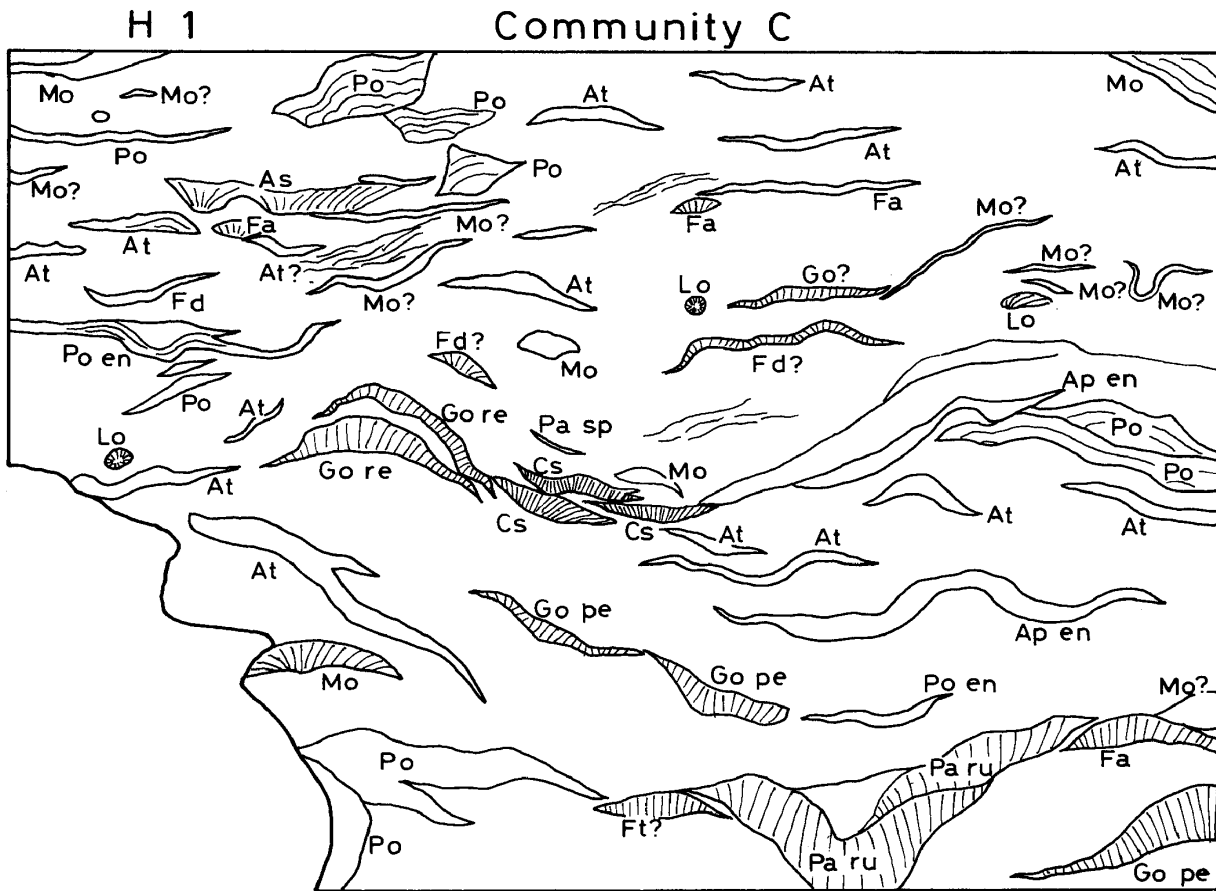 H 1 Community C
Mo Mo? Po Po At At Mo
Po Po At At
Mo? As Fa Fa
At Fa Mo? Mo?
At At? At Mo?
Fd Mo? Lo Go? Mo? Mo?
Lo
Po en Fd? Mo Fd?
Po Ap en
At Go re Pa sp Po
Lo Go re Cs Mo Po
At Cs Cs At At At At
At
Go pe Ap en
Mo Go pe Po en Mo?
Po Pa ru Fa
Ft?
Po Pa ru Go pe